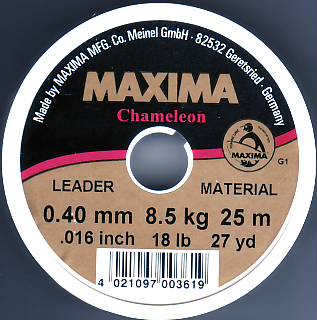 Made by MAXIMA MFG. Co. Meinel GmbH · 82532 Geretsried · Germany
MAXIMA
Chameleon
MAXIMA
G1
LEADER MATERIAL
0.40 mm 8.5 kg 25 m
.016 inch 18 lb 27 yd
4 021097 003619